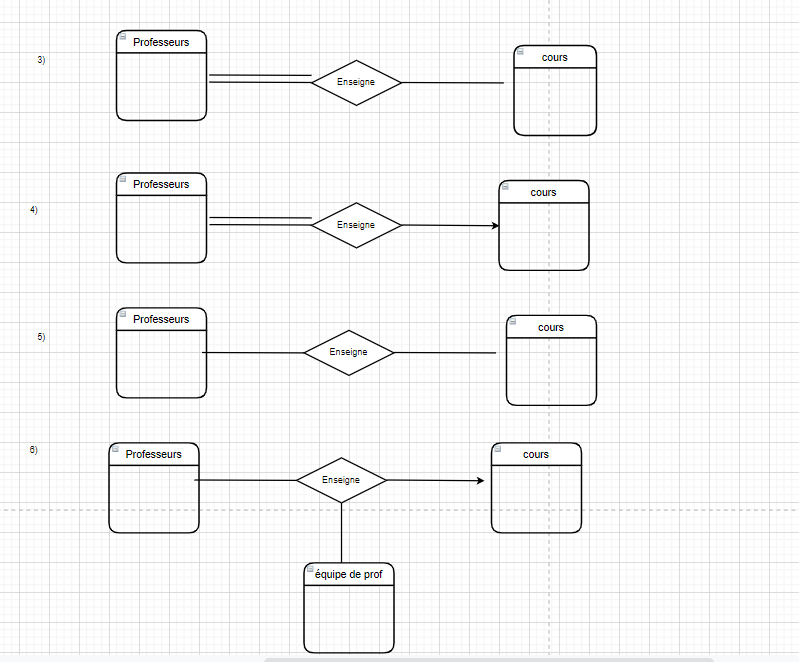 Professeurs
cours
3)
Enseigne
Professeurs
cours
4)
Enseigne
Professeurs
cours
5)
Enseigne
6)
Professeurs
cours
Enseigne
équipe de prof